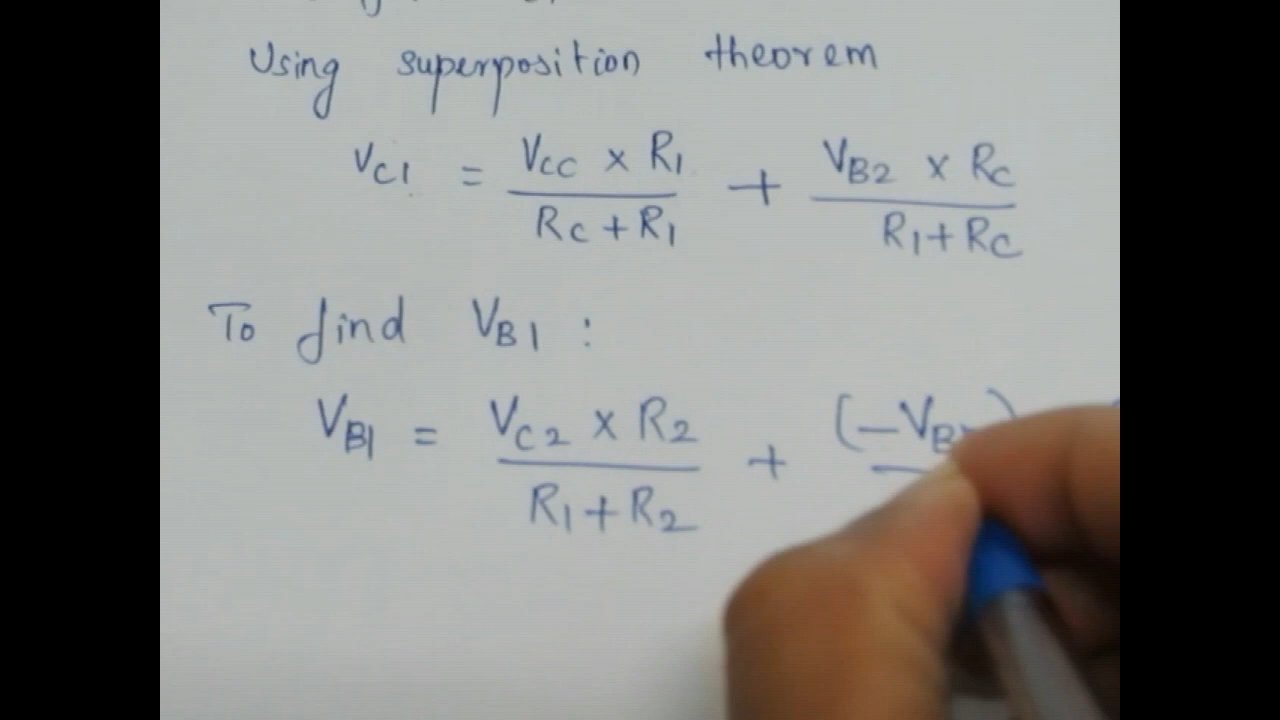 Using superposition theorem
VC1 = VCC × R1 / RC + R1 + VB2 × RC / R1 + RC
To find VB1 :
VB1 = VC2 × R2 / R1 + R2 + (-VB